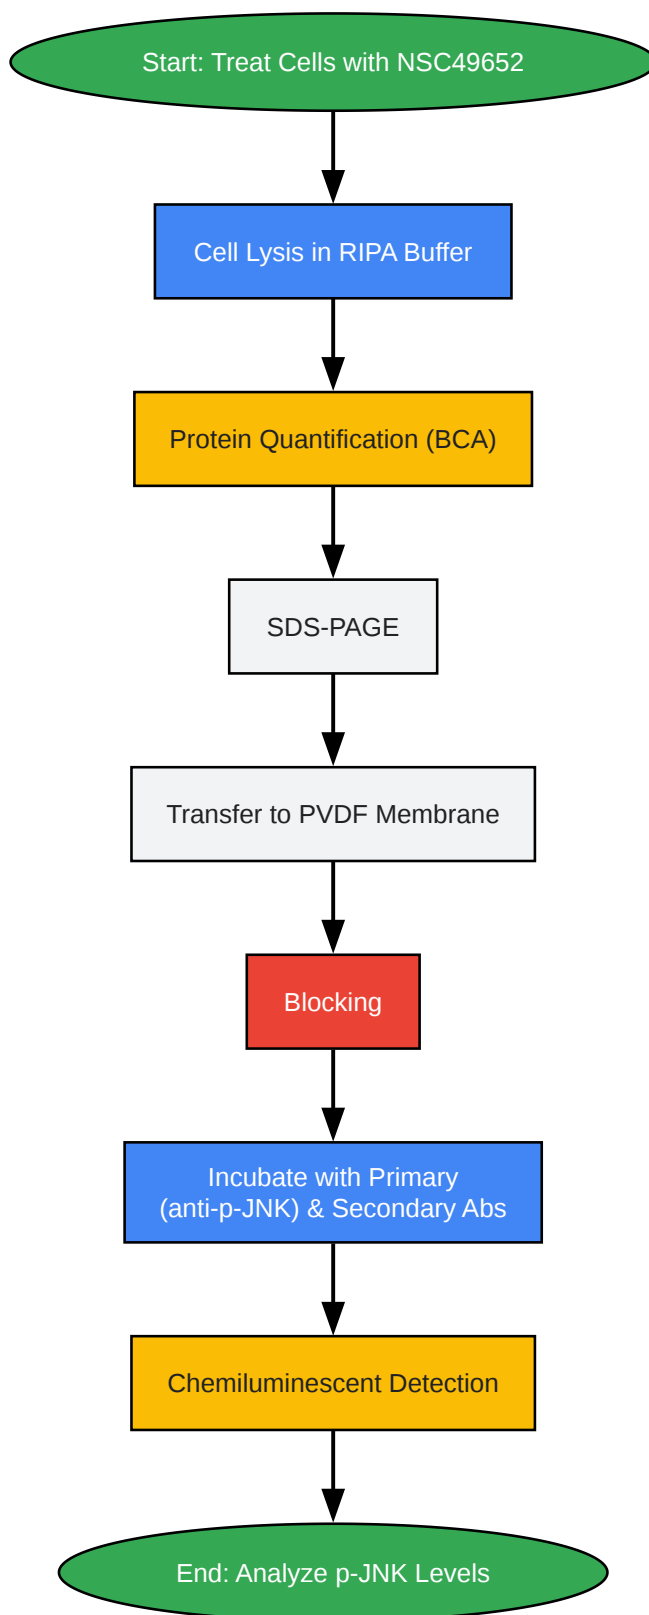 Start: Treat Cells with NSC49652
Cell Lysis in RIPA Buffer
Protein Quantification (BCA)
SDS-PAGE
Transfer to PVDF Membrane
Blocking
Incubate with Primary
(anti-p-JNK) & Secondary Abs
Chemiluminescent Detection
End: Analyze p-JNK Levels